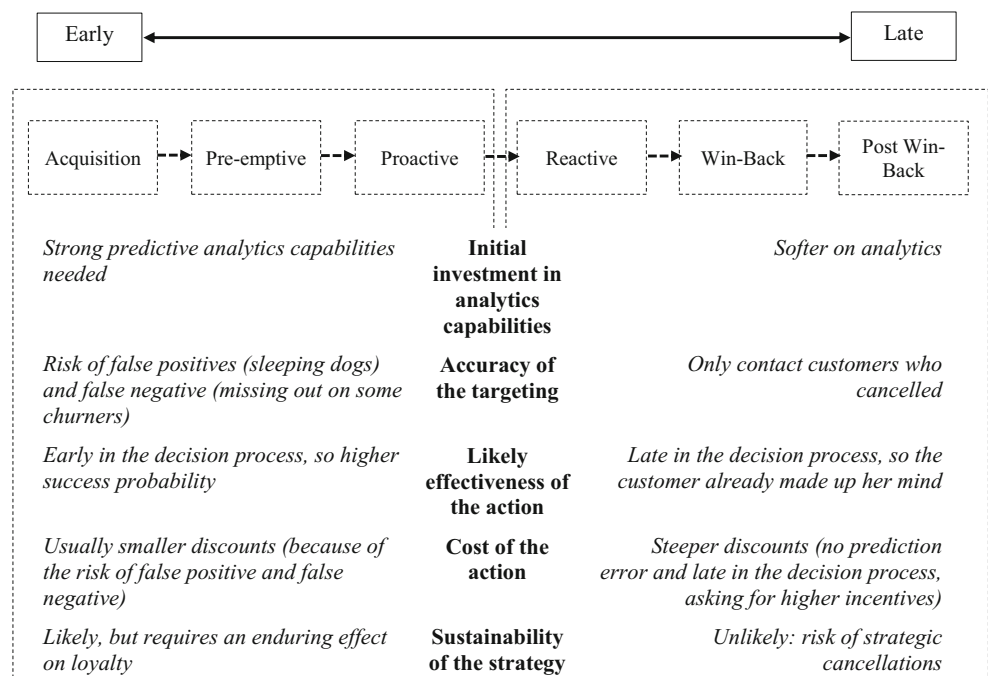 Early
Late
Acquisition
Pre-emptive
Proactive
Reactive
Win-Back
Post Win-
Back
Strong predictive analytics capabilities
needed
Initial
investment in
analytics
capabilities
Softer on analytics
Risk of false positives (sleeping dogs)
and false negative (missing out on some
churners)
Accuracy of
the targeting
Only contact customers who
cancelled
Early in the decision process, so higher
success probability
Likely
effectiveness of
the action
Late in the decision process, so the
customer already made up her mind
Usually smaller discounts (because of
the risk of false positive and false
negative)
Cost of the
action
Steeper discounts (no prediction
error and late in the decision process,
asking for higher incentives)
Likely, but requires an enduring effect
on loyalty
Sustainability
of the strategy
Unlikely: risk of strategic
cancellations